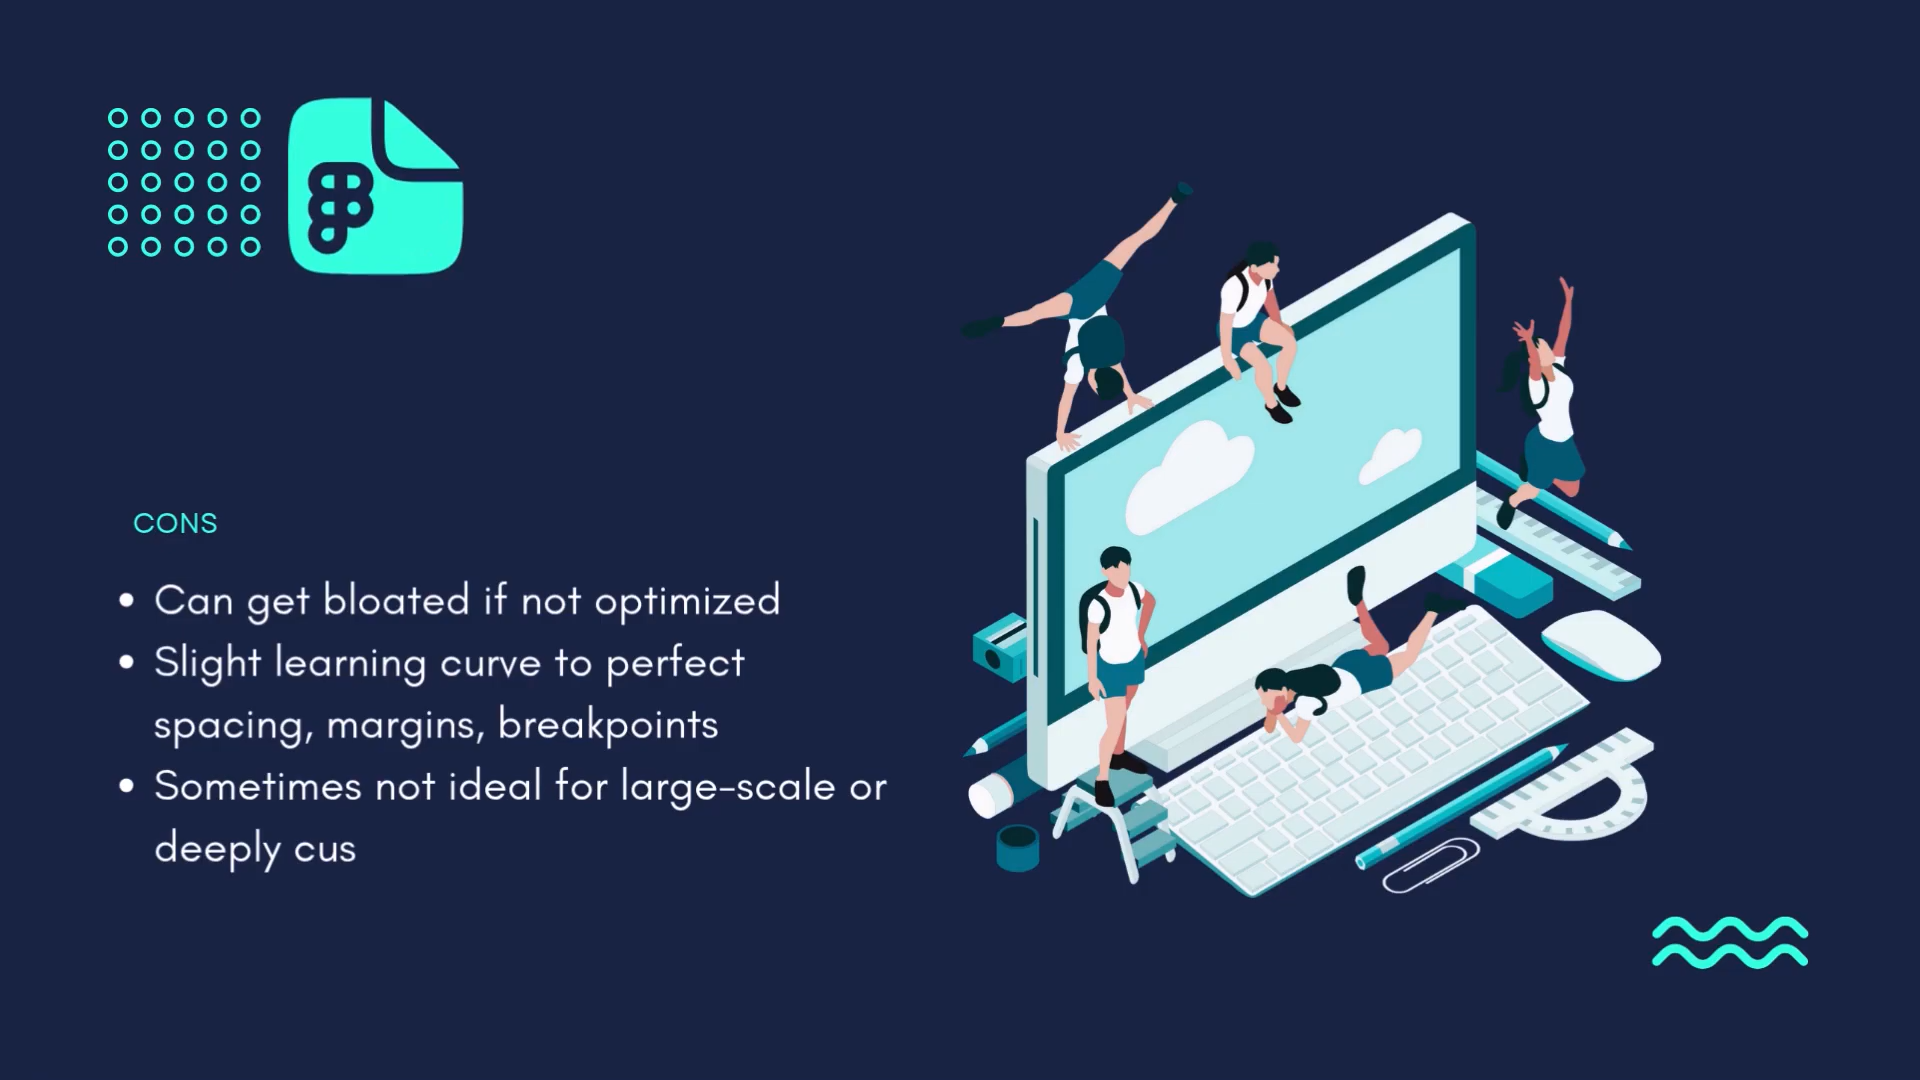 CONS
• Can get bloated if not optimized
• Slight learning curve to perfect
spacing, margins, breakpoints
• Sometimes not ideal for large-scale or
deeply cus